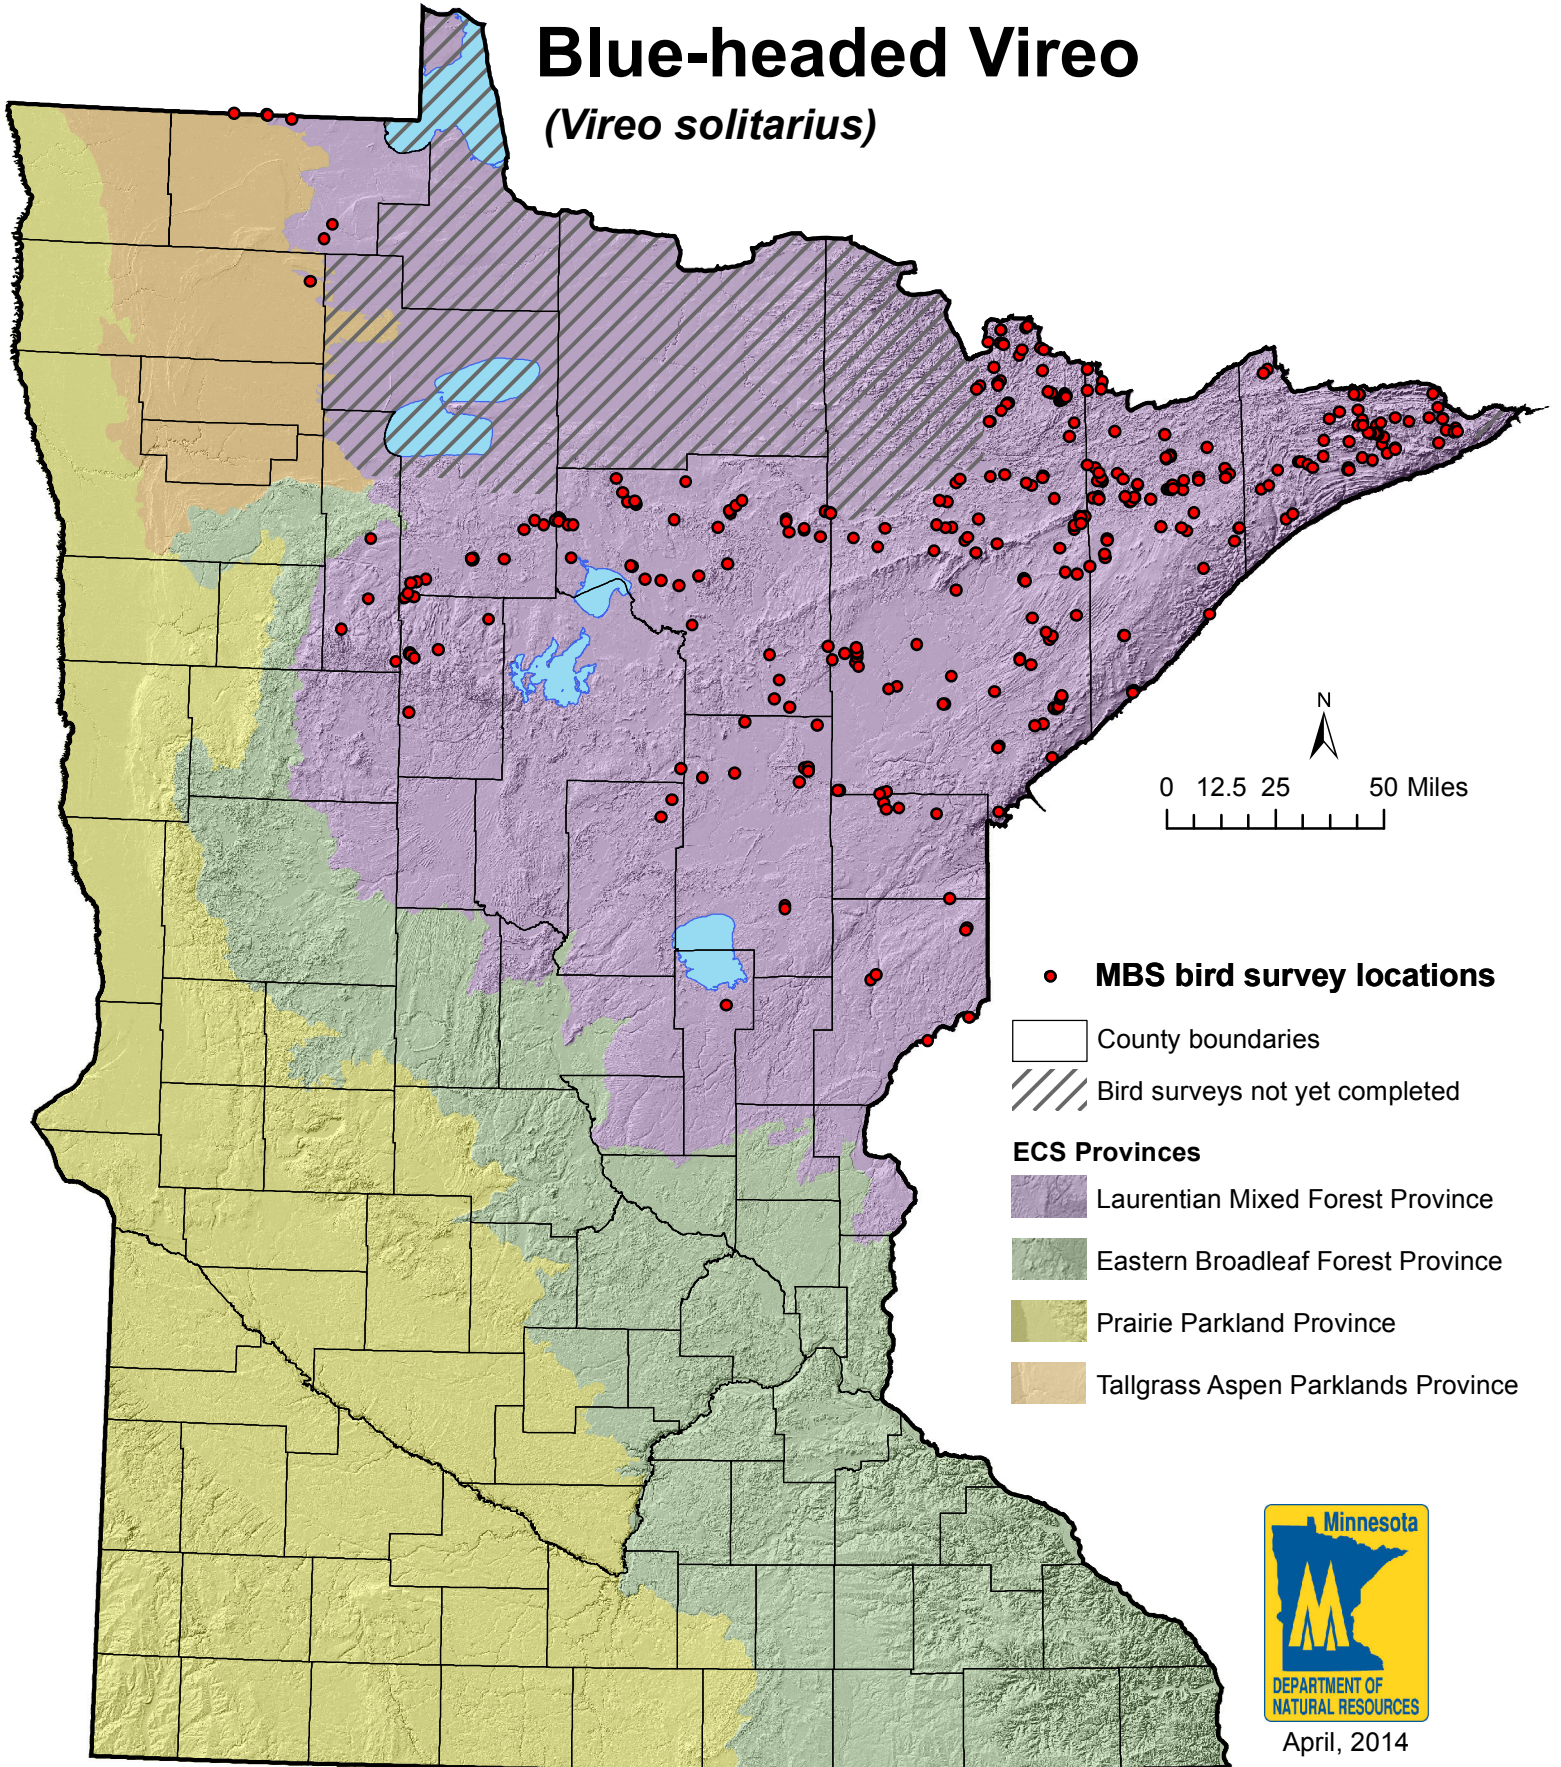 Blue-headed Vireo
(Vireo solitarius)
N
0 12.5 25 50 Miles
MBS bird survey locations
County boundaries
Bird surveys not yet completed
ECS Provinces
Laurentian Mixed Forest Province
Eastern Broadleaf Forest Province
Prairie Parkland Province
Tallgrass Aspen Parklands Province
Minnesota
DEPARTMENT OF
NATURAL RESOURCES
April, 2014